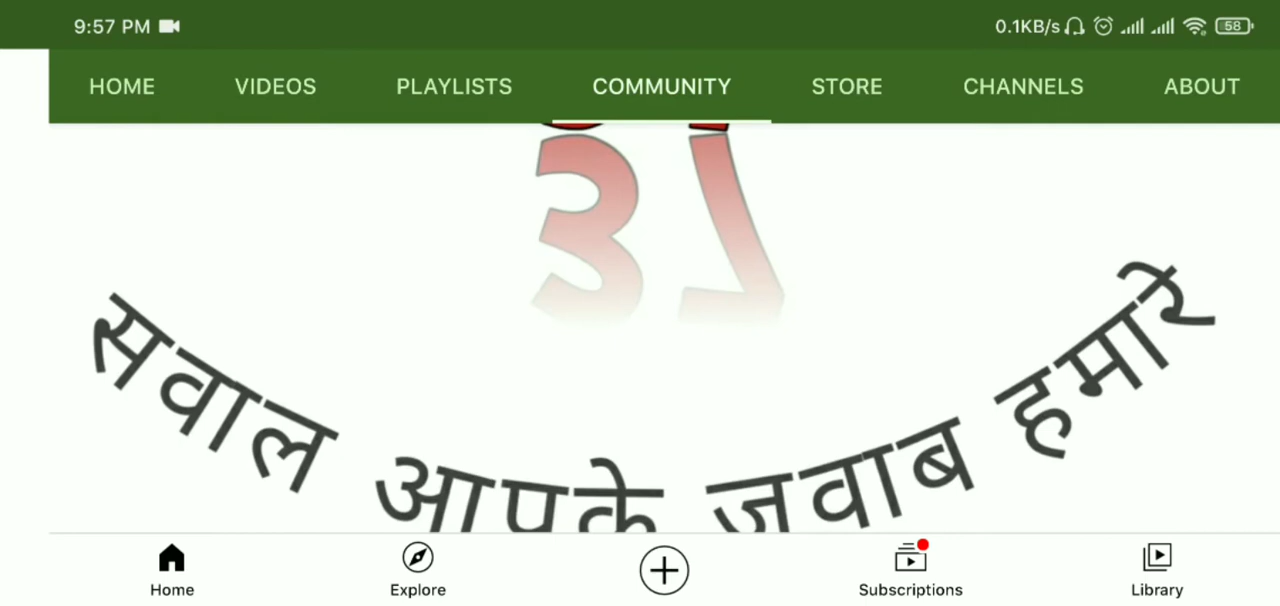 9:57 PM 0.1KB/s 58
HOME VIDEOS PLAYLISTS COMMUNITY STORE CHANNELS ABOUT
सवाल आपके जवाब हमारे
Home Explore Subscriptions Library